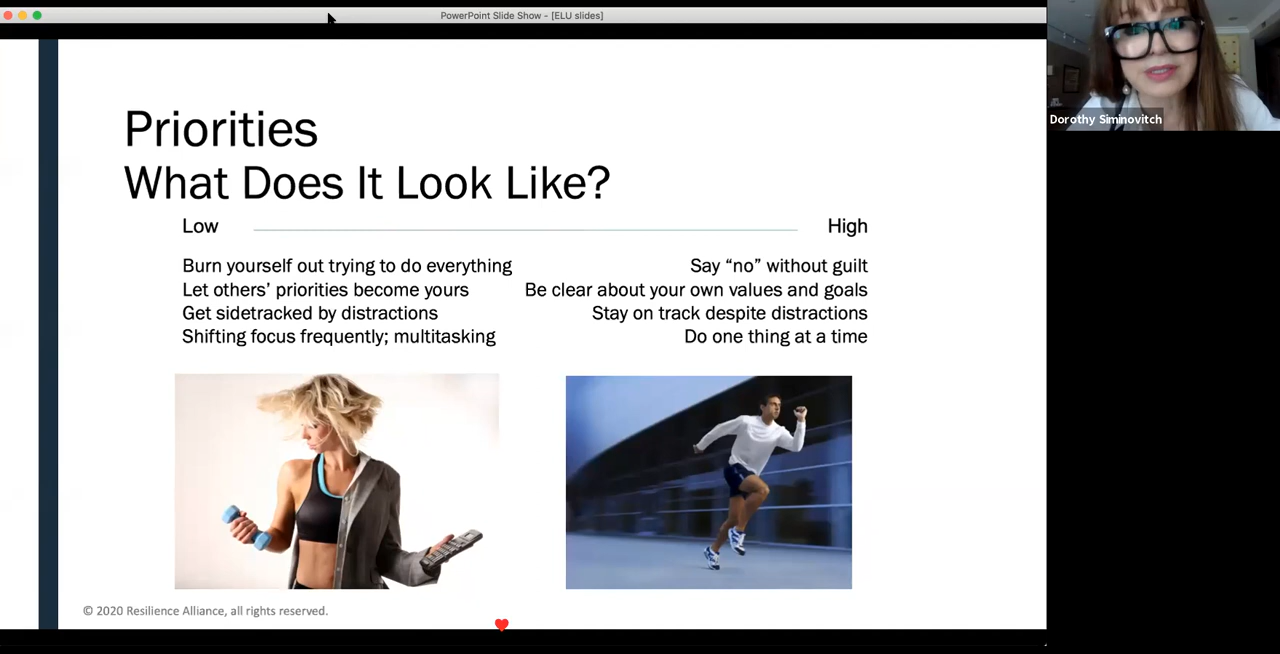 PowerPoint Slide Show - [ELU slides]
Dorothy Siminovitch
Priorities
What Does It Look Like?
Low High
Burn yourself out trying to do everything Say “no” without guilt
Let others’ priorities become yours Be clear about your own values and goals
Get sidetracked by distractions Stay on track despite distractions
Shifting focus frequently; multitasking Do one thing at a time
© 2020 Resilience Alliance, all rights reserved.